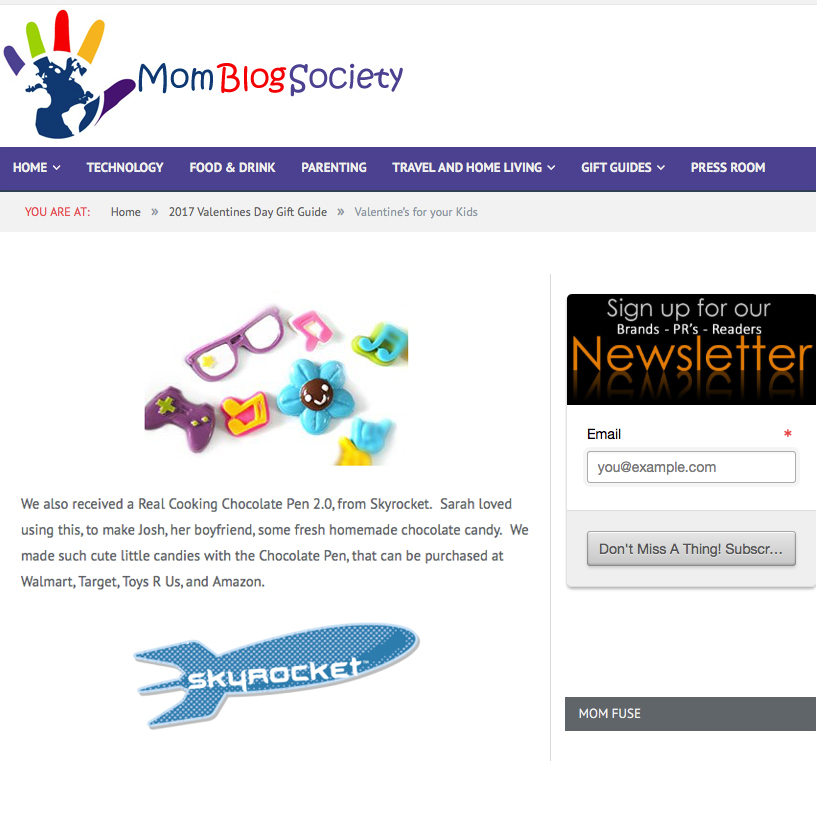 MomBlogSociety
HOME TECHNOLOGY FOOD & DRINK PARENTING TRAVEL AND HOME LIVING GIFT GUIDES PRESS ROOM
YOU ARE AT: Home » 2017 Valentines Day Gift Guide » Valentine's for your Kids
Sign up for our
Brands - PR's - Readers
Newsletter
Email *
you@example.com
Don't Miss A Thing! Subscr...
We also received a Real Cooking Chocolate Pen 2.0, from Skyrocket. Sarah loved
using this, to make Josh, her boyfriend, some fresh homemade chocolate candy. We
made such cute little candies with the Chocolate Pen, that can be purchased at
Walmart, Target, Toys R Us, and Amazon.
SKYROCKET™
MOM FUSE